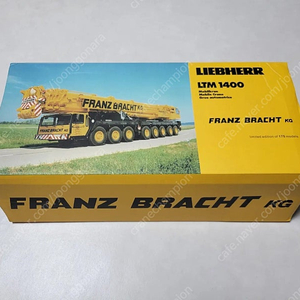 LIEBHERR
LTM 1400
Mobilkran
Mobile Crane
Grue automotrice
FRANZ BRACHT KG
FRANZ BRACHT KG
FRANZ BRACHT KG